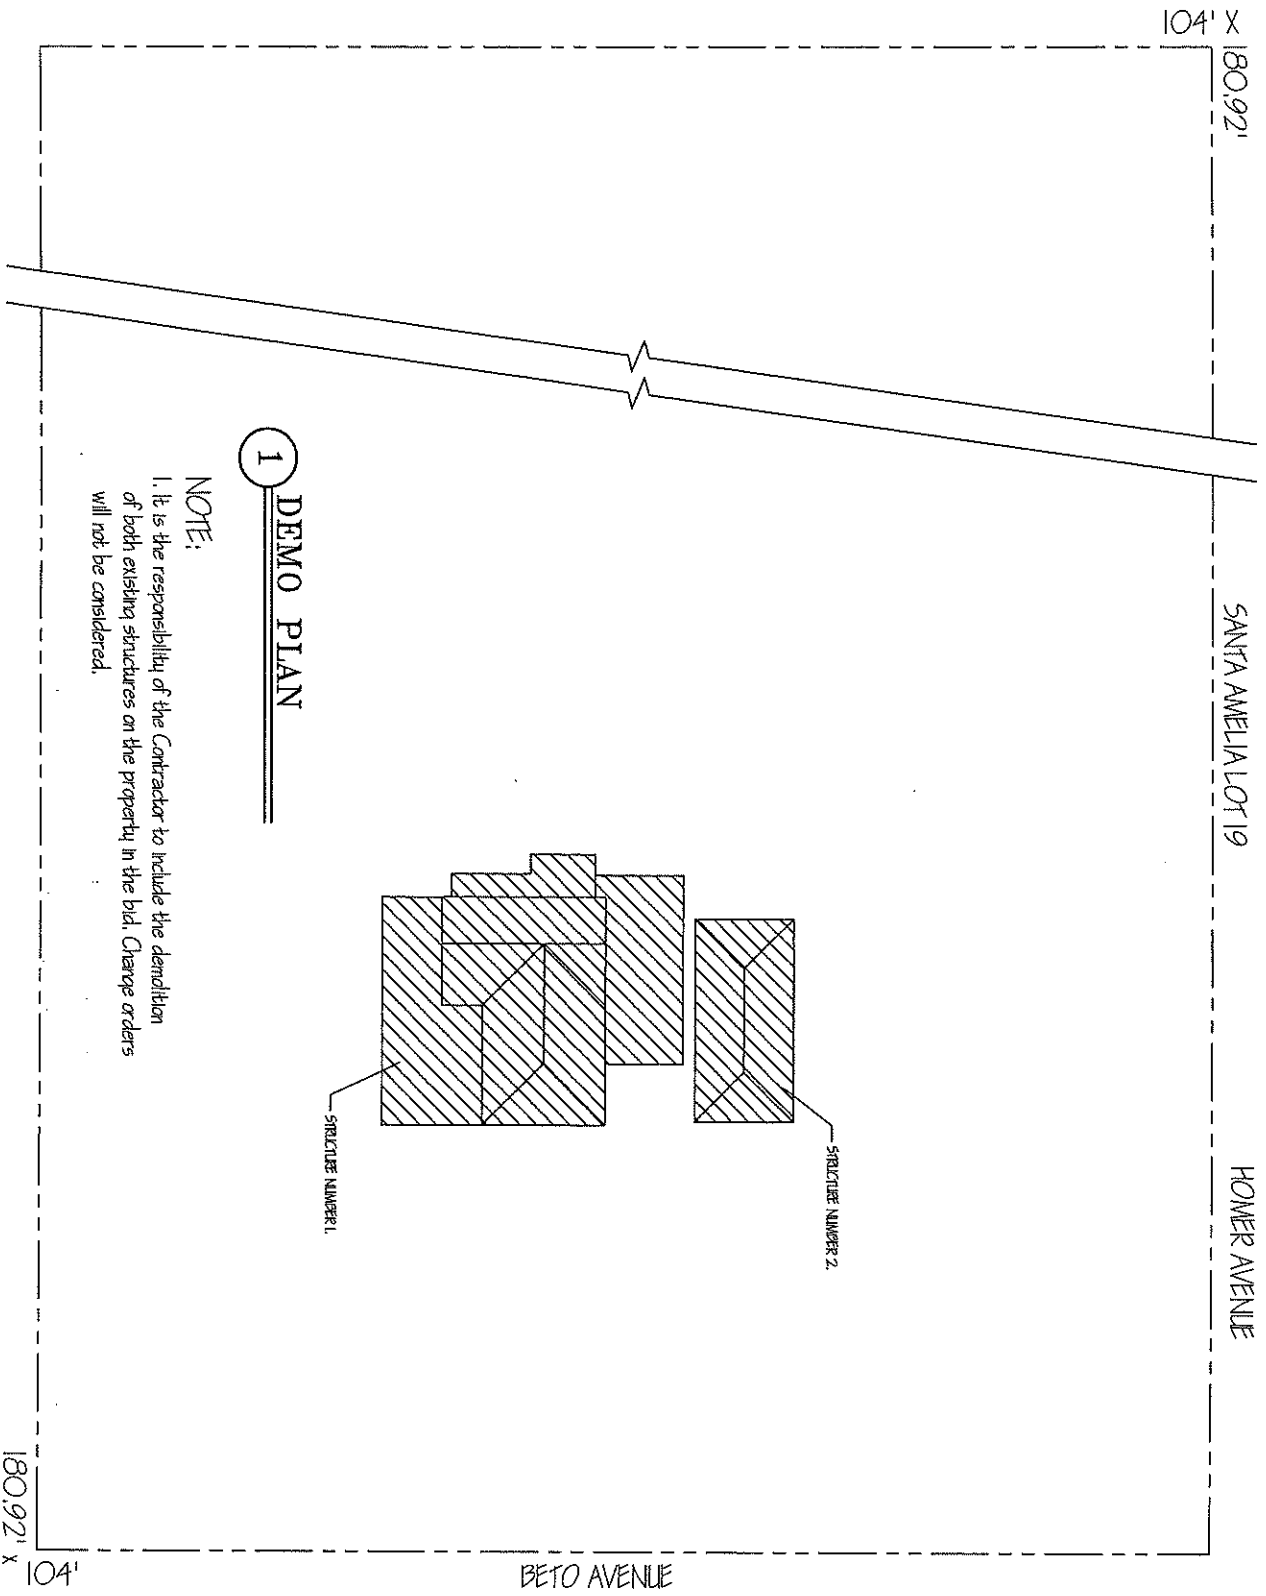 104' X
180.92'
SANTA AMELIA LOT 19
HOMER AVENUE
STRUCTURE NUMBER 2.
STRUCTURE NUMBER 1.
1
DEMO PLAN
NOTE:
1. It is the responsibility of the Contractor to include the demolition
of both existing structures on the property in the bid. Change orders
will not be considered.
BETO AVENUE
180.92' x
104'